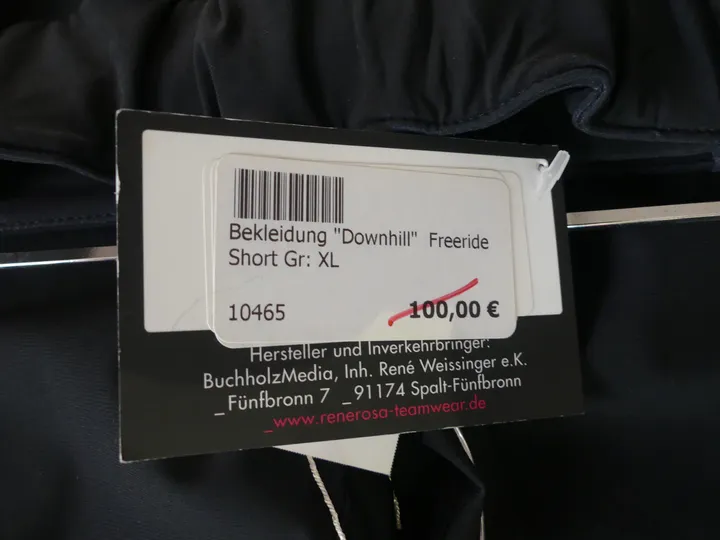 Bekleidung "Downhill" Freeride
Short Gr: XL
10465 100,00 €
Hersteller und Inverkehrbringer:
BuchholzMedia, Inh. René Weissinger e.K.
_Fünfbronn 7 _91174 Spalt-Fünfbronn
_www.renerosa-teamwear.de